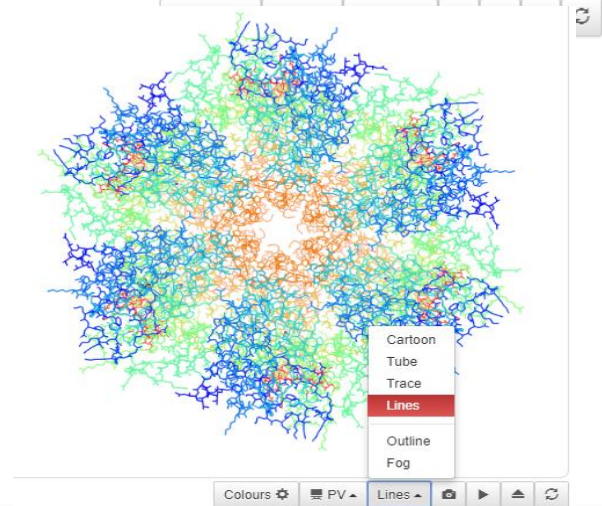 Cartoon
Tube
Trace
Lines
Outline
Fog
Colours PV Lines